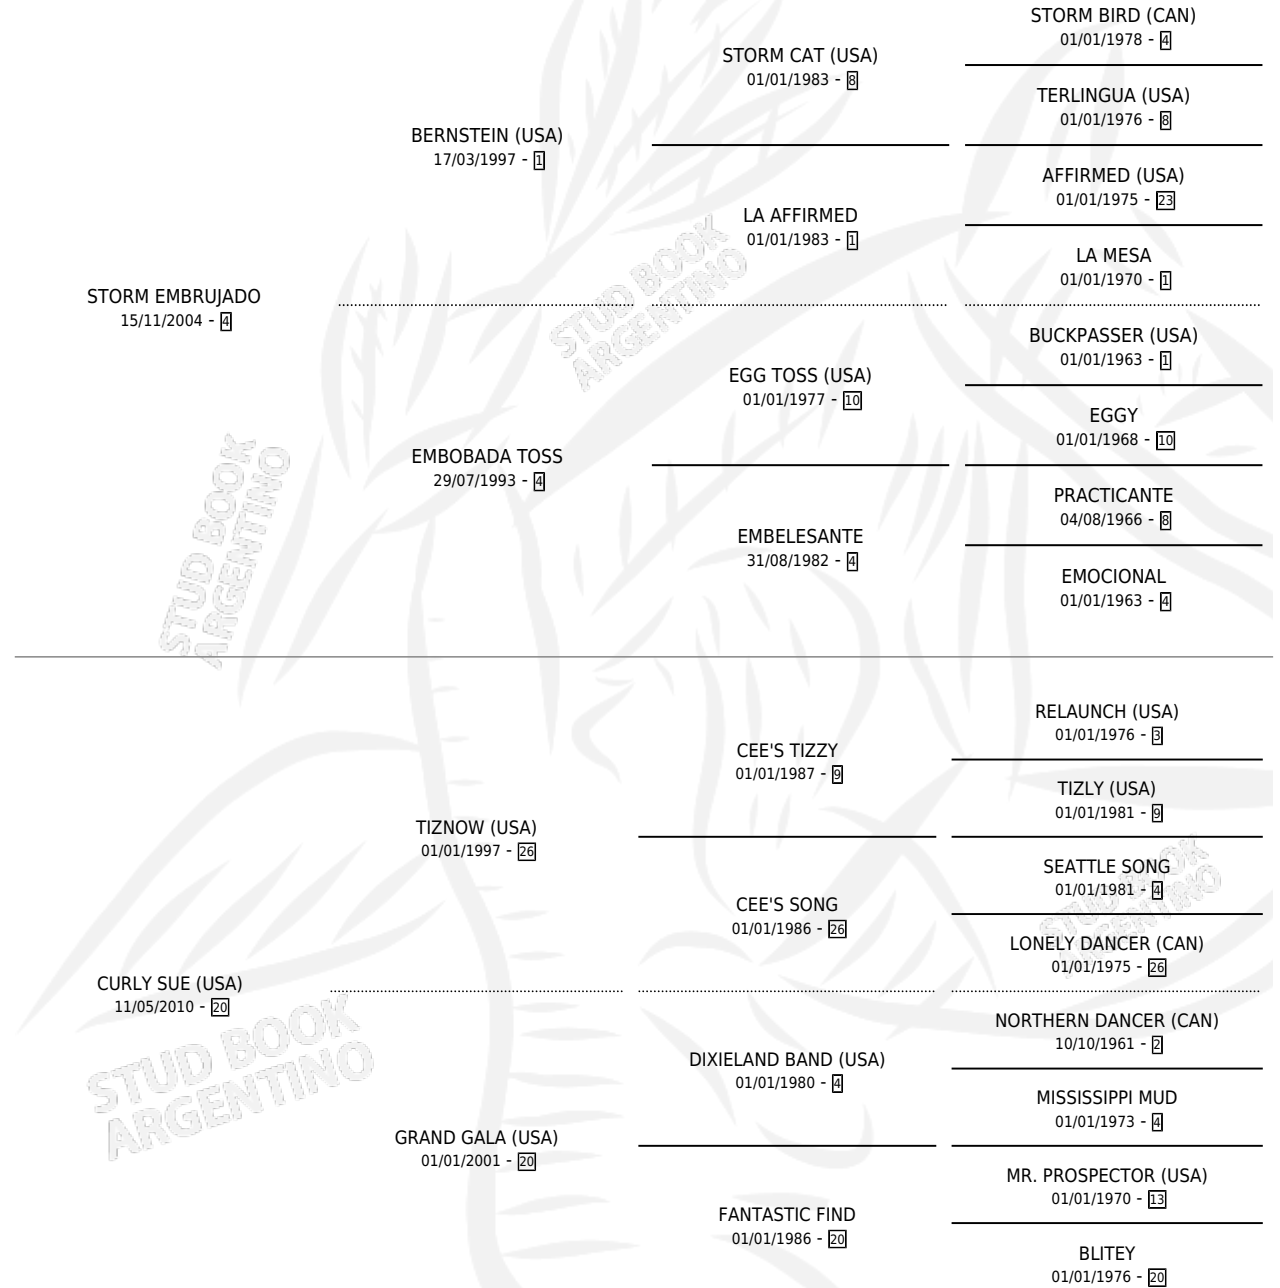 STORM BIRD (CAN)
01/01/1978 - 4
STORM CAT (USA)
01/01/1983 - 8
TERLINGUA (USA)
01/01/1976 - 8
BERNSTEIN (USA)
17/03/1997 - 1
AFFIRMED (USA)
01/01/1975 - 23
LA AFFIRMED
01/01/1983 - 1
LA MESA
01/01/1970 - 1
STORM EMBRUJADO
15/11/2004 - 4
BUCKPASSER (USA)
01/01/1963 - 1
EGG TOSS (USA)
01/01/1977 - 10
EGGY
01/01/1968 - 10
EMBOBADA TOSS
29/07/1993 - 4
PRACTICANTE
04/08/1966 - 8
EMBELESANTE
31/08/1982 - 4
EMOCIONAL
01/01/1963 - 4
RELAUNCH (USA)
01/01/1976 - 3
CEE'S TIZZY
01/01/1987 - 9
TIZLY (USA)
01/01/1981 - 9
TIZNOW (USA)
01/01/1997 - 26
SEATTLE SONG
01/01/1981 - 4
CEE'S SONG
01/01/1986 - 26
LONELY DANCER (CAN)
01/01/1975 - 26
CURLY SUE (USA)
11/05/2010 - 20
NORTHERN DANCER (CAN)
10/10/1961 - 2
DIXIELAND BAND (USA)
01/01/1980 - 4
MISSISSIPPI MUD
01/01/1973 - 4
GRAND GALA (USA)
01/01/2001 - 20
MR. PROSPECTOR (USA)
01/01/1970 - 13
FANTASTIC FIND
01/01/1986 - 20
BLITEY
01/01/1976 - 20
STUD BOOK
ARGENTINO
STUD BOOK
ARGENTINO
STUD BOOK
ARGENTINO
STUD BOOK
ARGENTINO